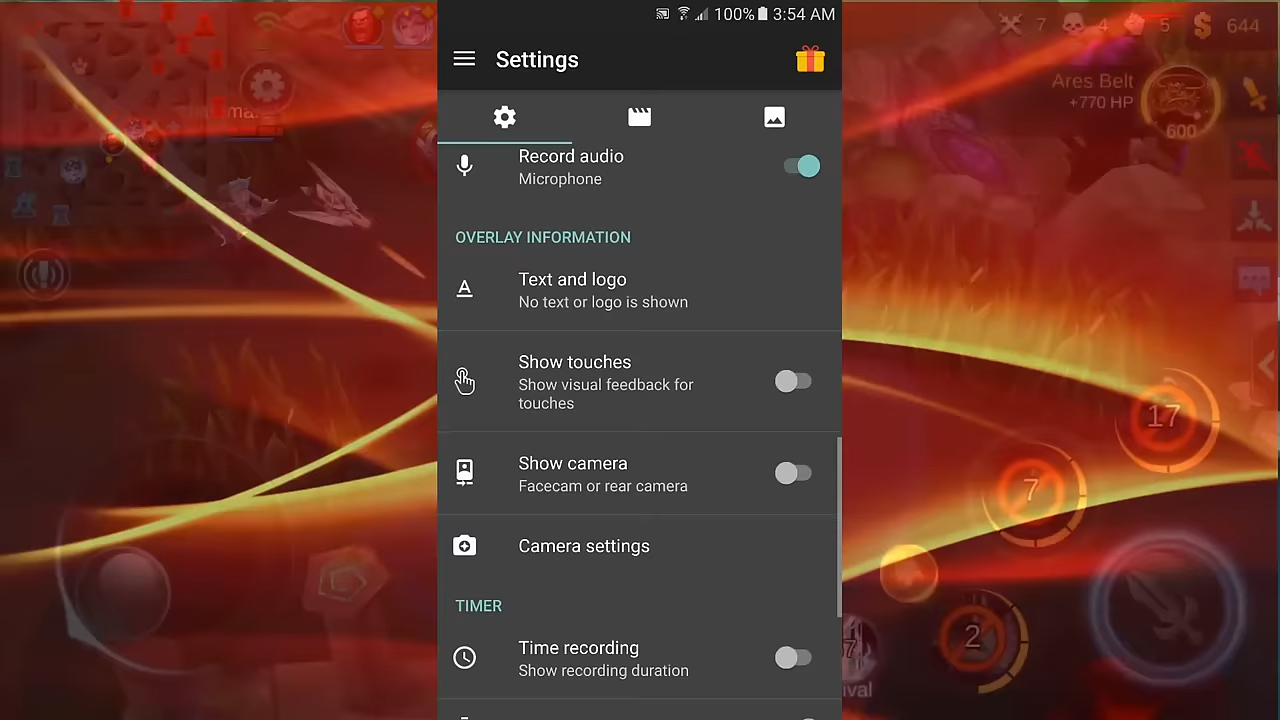 100% 3:54 AM
Settings
Record audio
Microphone
OVERLAY INFORMATION
Text and logo
No text or logo is shown
Show touches
Show visual feedback for
touches
Show camera
Facecam or rear camera
Camera settings
TIMER
Time recording
Show recording duration
7 4 5 644
Ares Belt
+770 HP
600
17
7
2